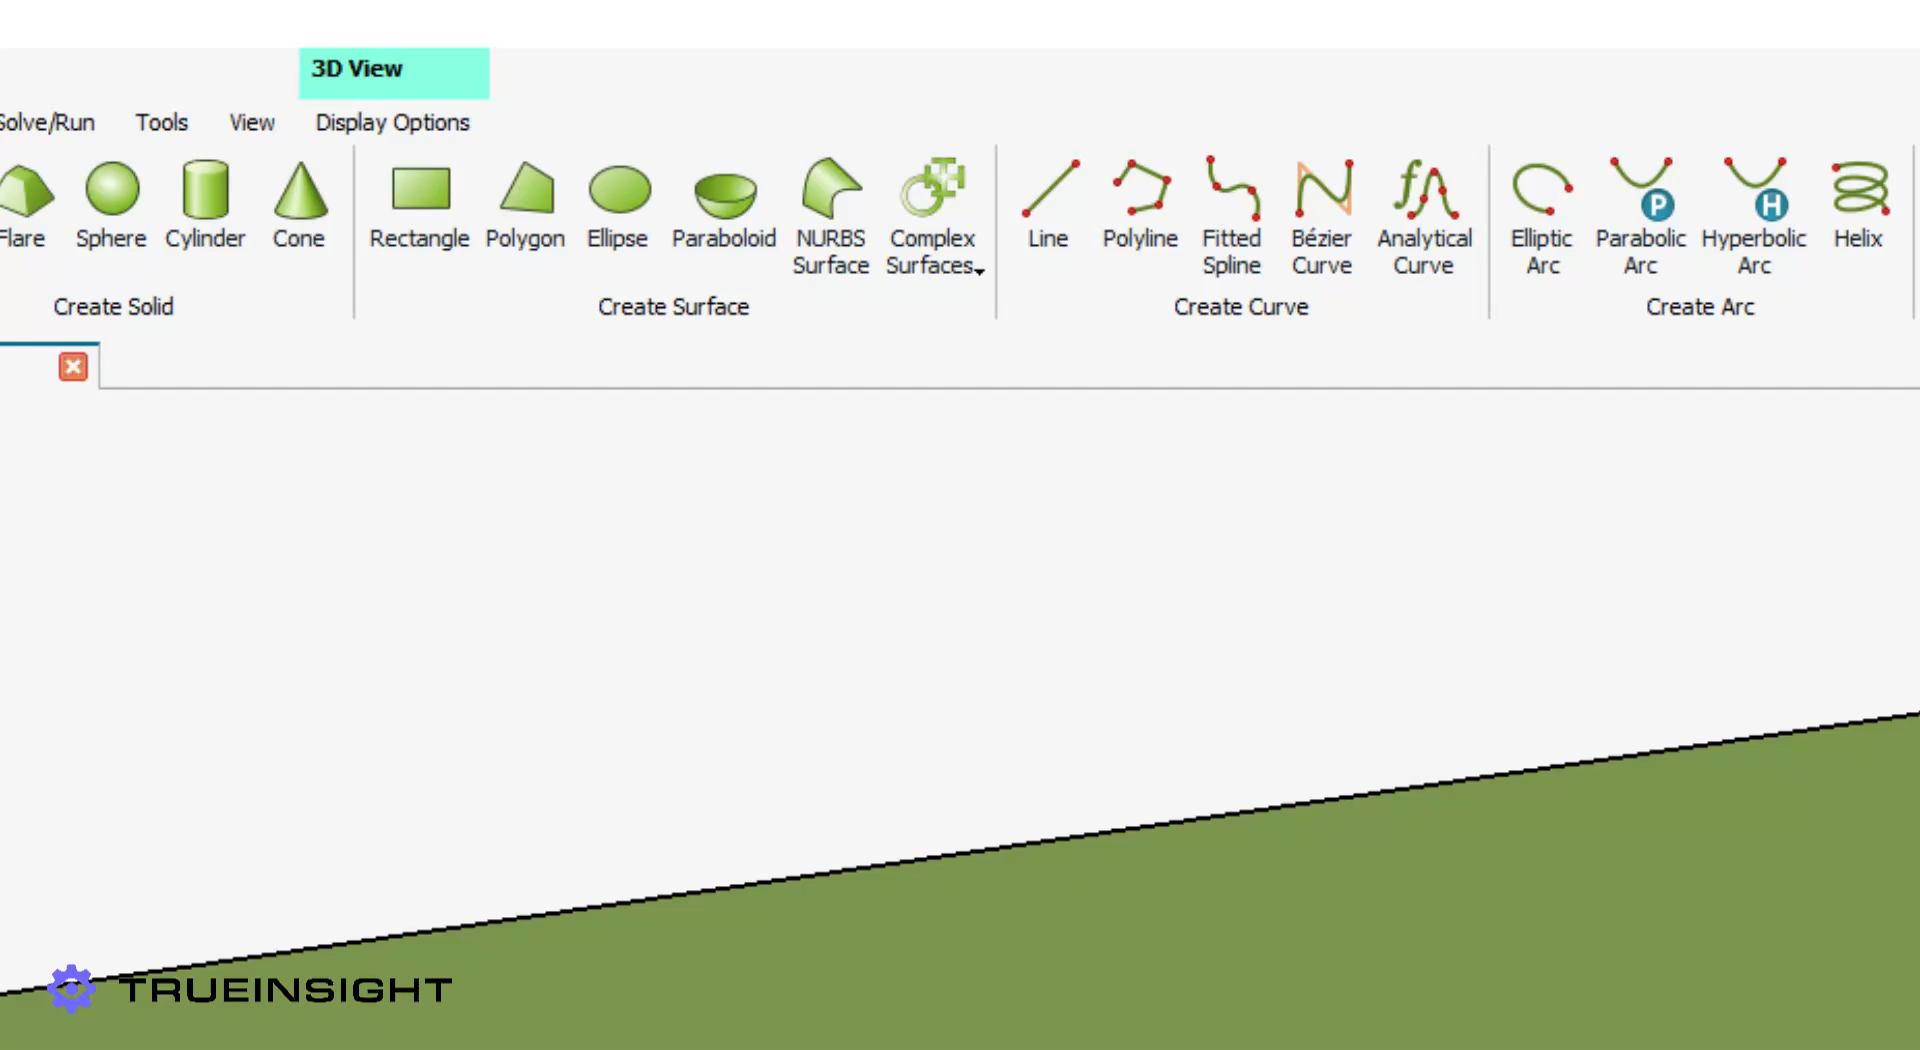 3D View
Solve/Run Tools View Display Options
Flare Sphere Cylinder Cone Rectangle Polygon Ellipse Paraboloid NURBS Surface Complex Surfaces Line Polyline Fitted Spline Bézier Curve Analytical Curve Elliptic Arc Parabolic Arc Hyperbolic Arc Helix
f
P
H
Create Solid Create Surface Create Curve Create Arc
TRUEINSIGHT